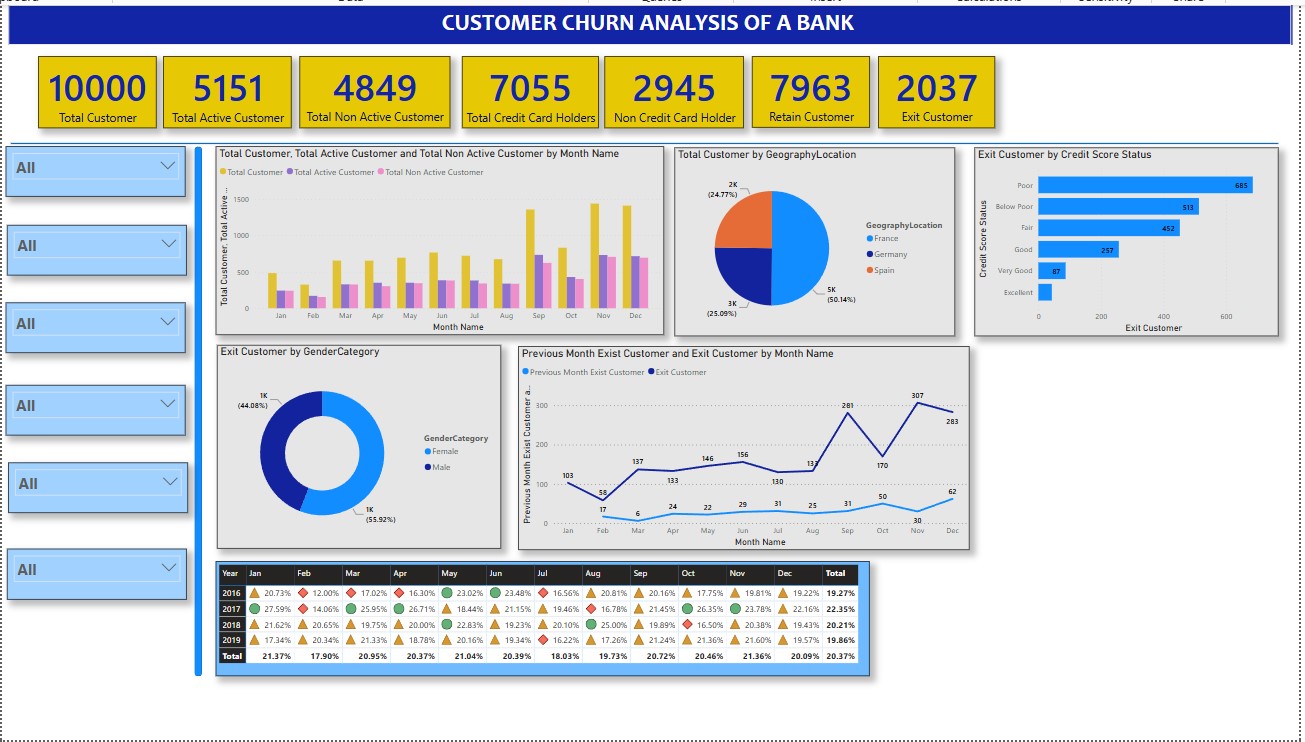 CUSTOMER CHURN ANALYSIS OF A BANK
10000
Total Customer
5151
Total Active Customer
4849
Total Non Active Customer
7055
Total Credit Card Holders
2945
Non Credit Card Holder
7963
Retain Customer
2037
Exit Customer
All
All
All
All
All
All
Total Customer, Total Active Customer and Total Non Active Customer by Month Name
Total Customer Total Active Customer Total Non Active Customer
Total Customer, Total Active ...
1500
1000
500
0
Jan Feb Mar Apr May Jun Jul Aug Sep Oct Nov Dec
Month Name
Total Customer by GeographyLocation
2K
(24.77%)
3K
(25.09%)
5K
(50.14%)
GeographyLocation
France
Germany
Spain
Exit Customer by Credit Score Status
Credit Score Status
Poor 685
Below Poor 513
Fair 452
Good 257
Very Good 87
Excellent
0 200 400 600
Exit Customer
Exit Customer by GenderCategory
1K
(44.08%)
1K
(55.92%)
GenderCategory
Female
Male
Previous Month Exist Customer and Exit Customer by Month Name
Previous Month Exist Customer Exit Customer
Previous Month Exist Customer a...
300
200
100
0
103 58 137 133 146 156 130 133 281 170 307 283
17 6 24 22 29 31 25 31 50 30 62
Jan Feb Mar Apr May Jun Jul Aug Sep Oct Nov Dec
Month Name
Year Jan Feb Mar Apr May Jun Jul Aug Sep Oct Nov Dec Total
2016 20.73% 12.00% 17.02% 16.30% 23.02% 23.48% 16.56% 20.81% 20.16% 17.75% 19.81% 19.22% 19.27%
2017 27.59% 14.06% 25.95% 26.71% 18.44% 21.15% 19.46% 16.78% 21.45% 26.35% 23.78% 22.16% 22.35%
2018 21.62% 20.65% 19.75% 20.00% 22.83% 19.23% 20.10% 25.00% 19.89% 16.50% 20.38% 19.43% 20.21%
2019 17.34% 20.34% 21.33% 18.78% 20.16% 19.34% 16.22% 17.26% 21.24% 21.36% 21.60% 19.57% 19.86%
Total 21.37% 17.90% 20.95% 20.37% 21.04% 20.39% 18.03% 19.73% 20.72% 20.46% 21.36% 20.09% 20.37%